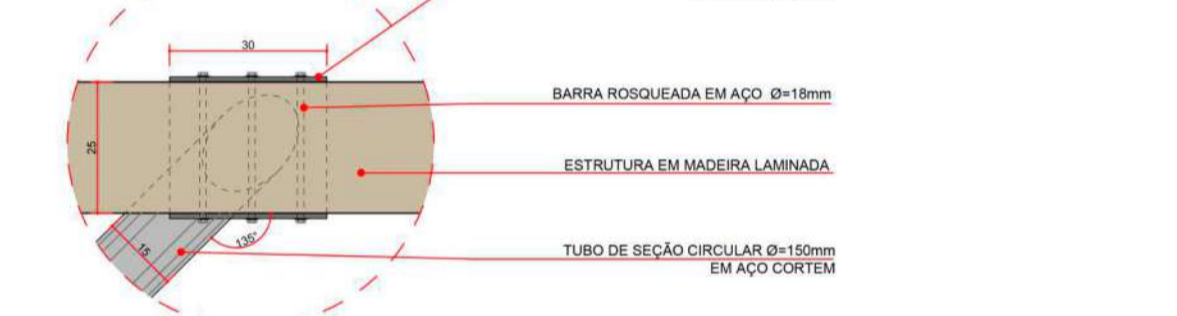 30
BARRA ROSQUEADA EM AÇO Ø=18mm
25
ESTRUTURA EM MADEIRA LAMINADA
135°
15
TUBO DE SEÇÃO CIRCULAR Ø=150mm
EM AÇO CORTEM